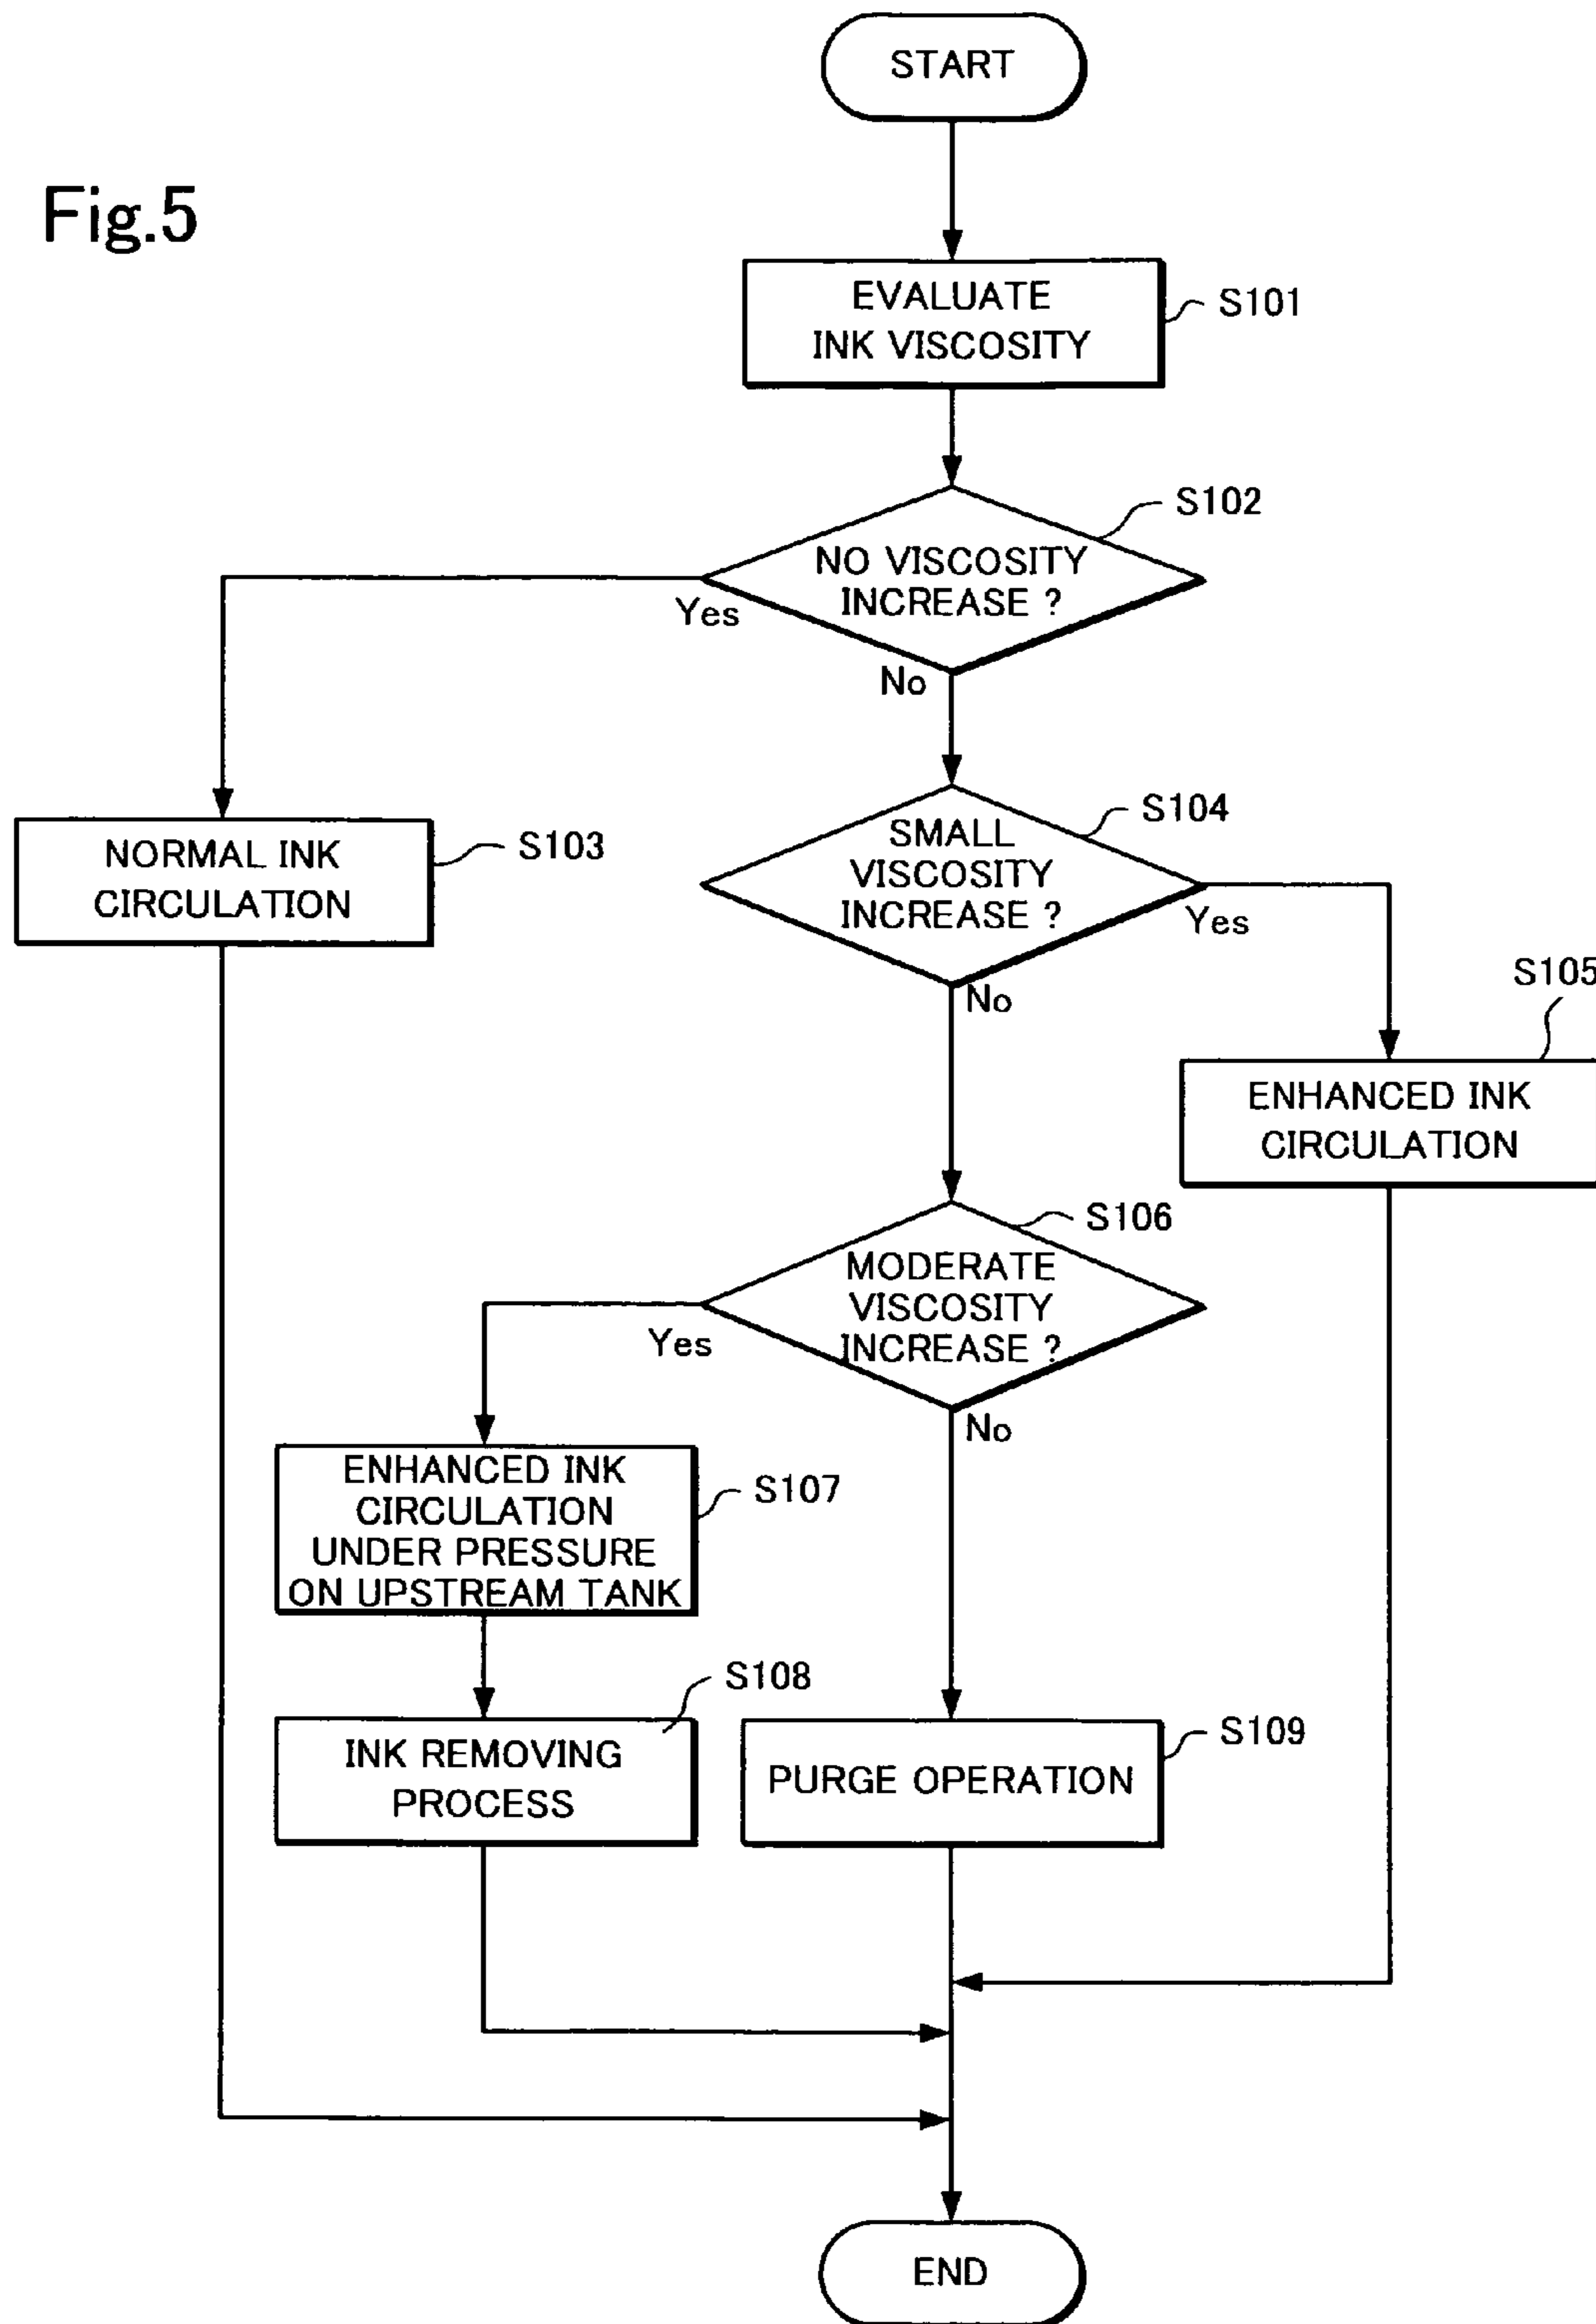 START
Fig.5
EVALUATE
INK VISCOSITY
S101
S102
NO VISCOSITY
INCREASE ?
Yes
No
S103
NORMAL INK
CIRCULATION
S104
SMALL
VISCOSITY
INCREASE ?
Yes
No
S105
ENHANCED INK
CIRCULATION
S106
MODERATE
VISCOSITY
INCREASE ?
Yes
No
ENHANCED INK
CIRCULATION
UNDER PRESSURE
ON UPSTREAM TANK
S107
S108
INK REMOVING
PROCESS
S109
PURGE OPERATION
END